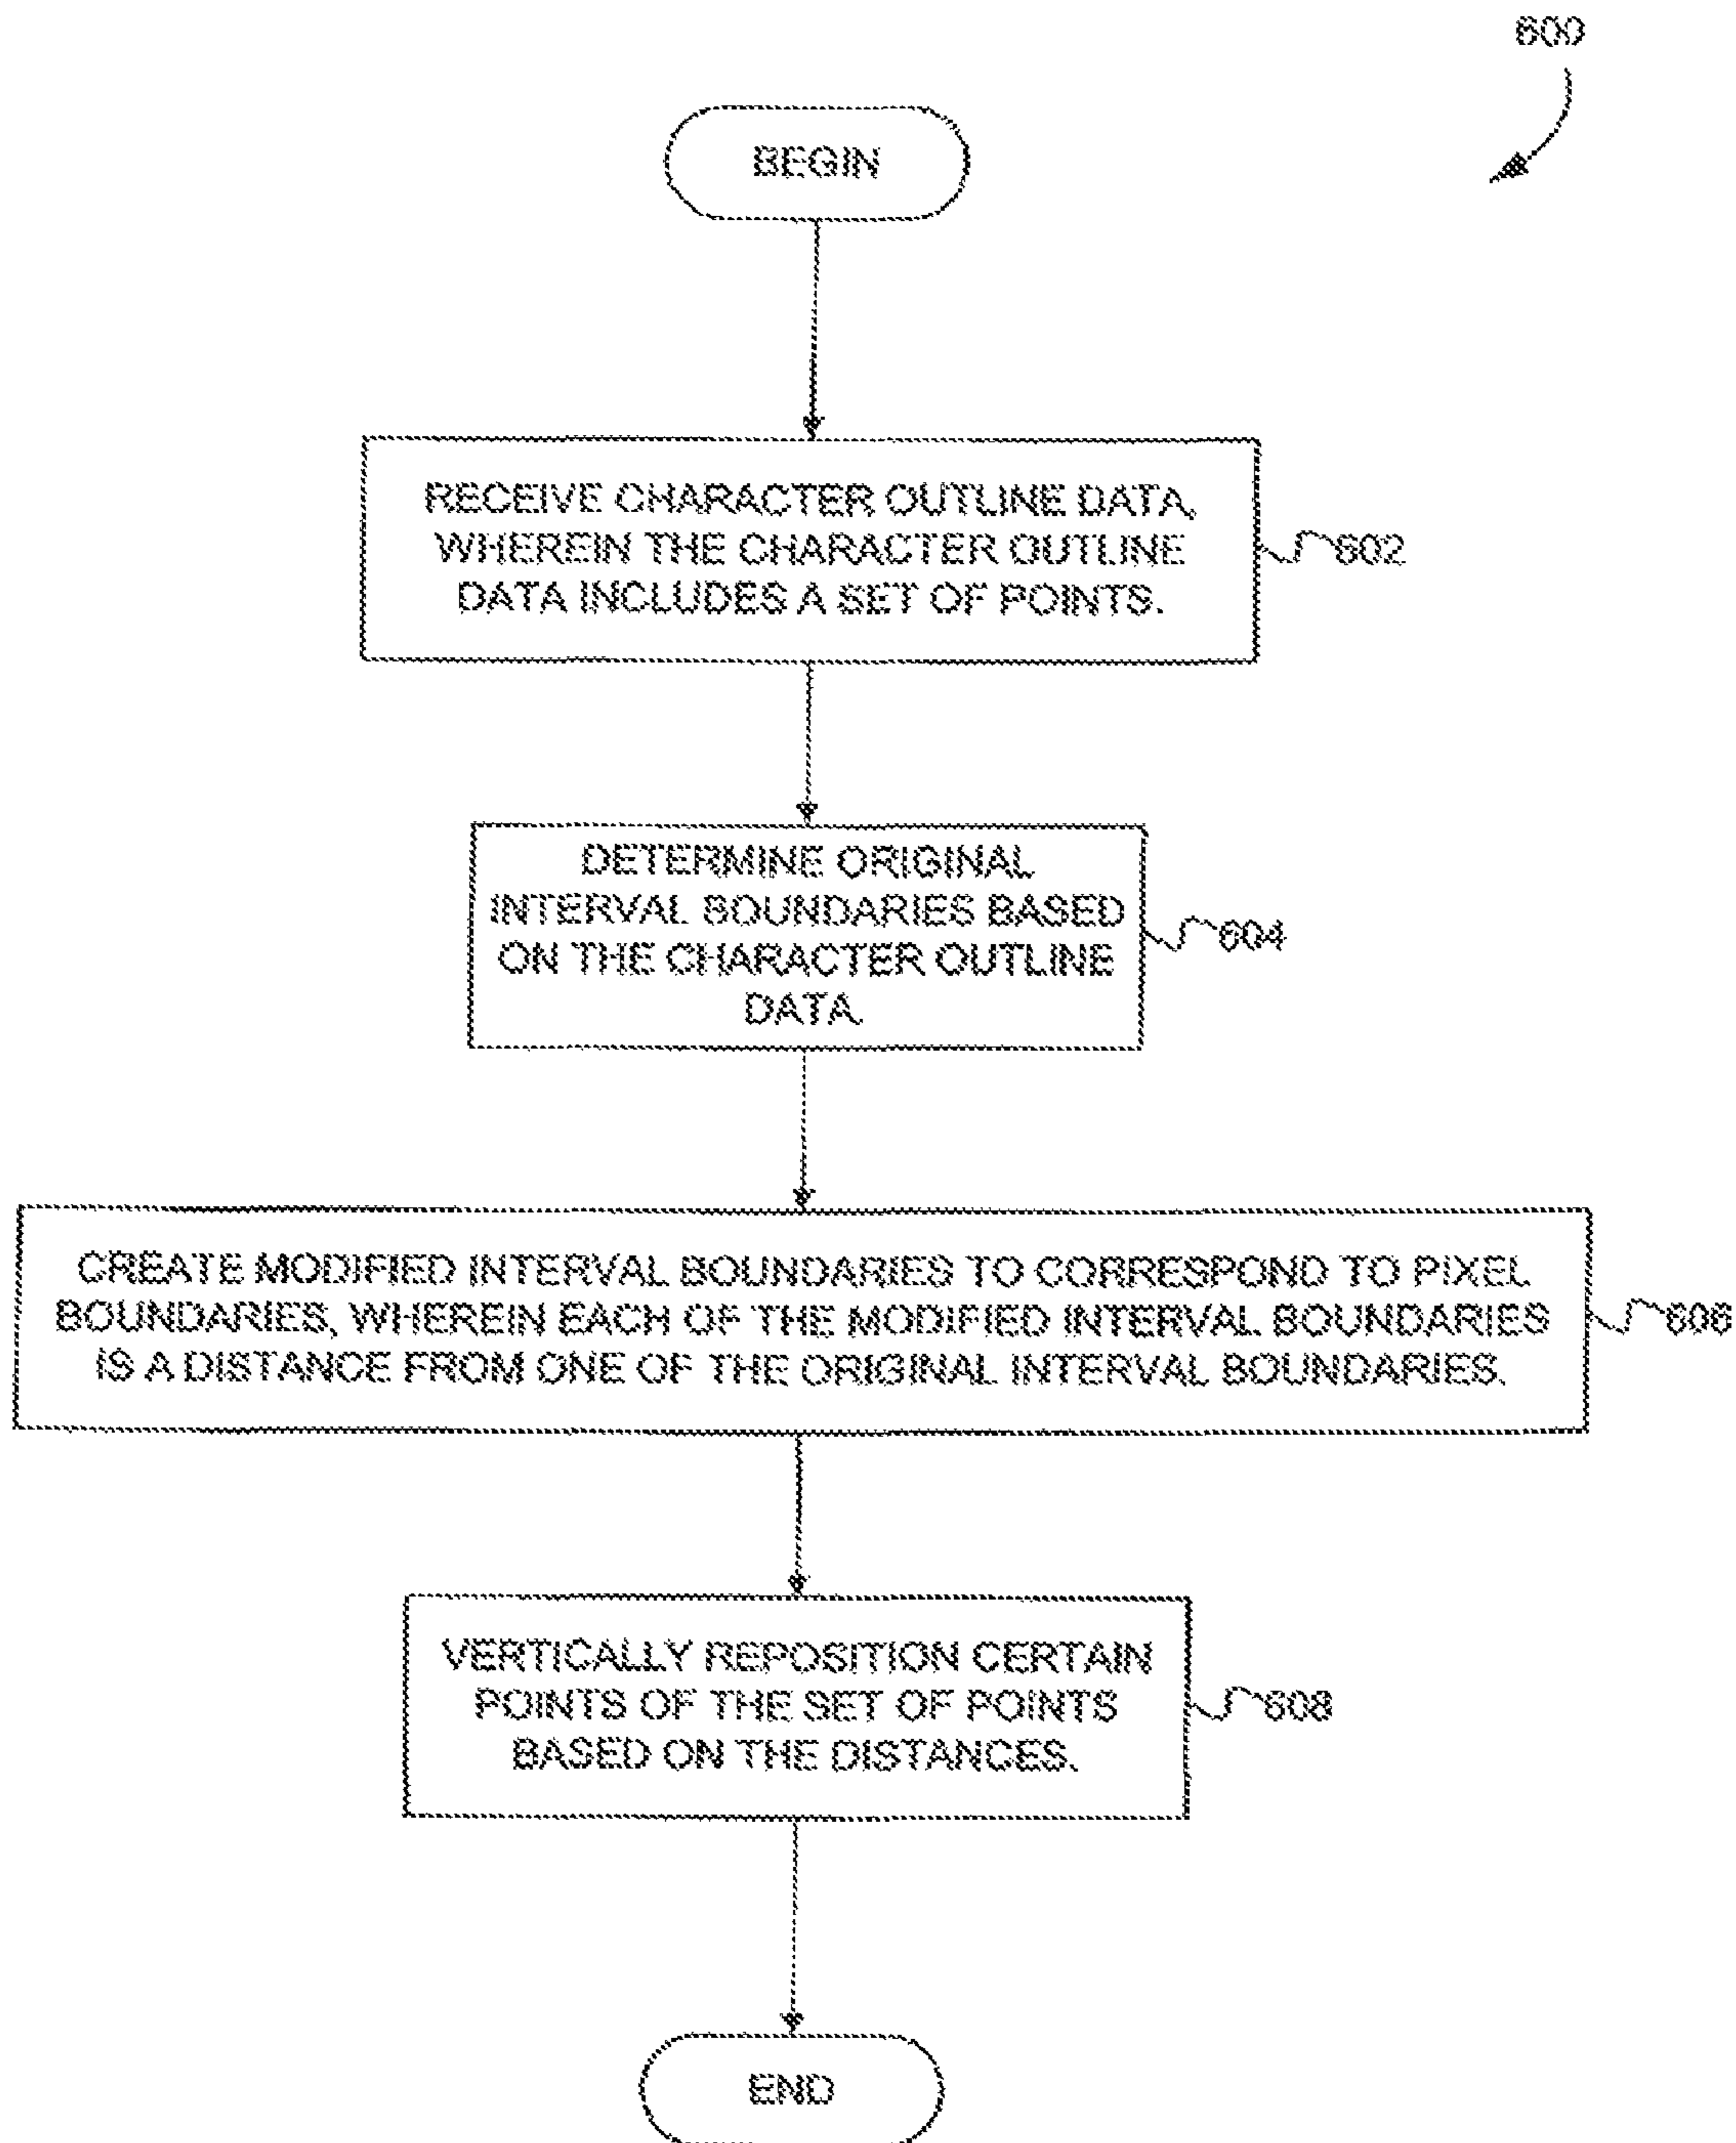 600
BEGIN
RECEIVE CHARACTER OUTLINE DATA,
WHEREIN THE CHARACTER OUTLINE
DATA INCLUDES A SET OF POINTS.
602
DETERMINE ORIGINAL
INTERVAL BOUNDARIES BASED
ON THE CHARACTER OUTLINE
DATA.
604
CREATE MODIFIED INTERVAL BOUNDARIES TO CORRESPOND TO PIXEL
BOUNDARIES, WHEREIN EACH OF THE MODIFIED INTERVAL BOUNDARIES
IS A DISTANCE FROM ONE OF THE ORIGINAL INTERVAL BOUNDARIES.
606
VERTICALLY REPOSITION CERTAIN
POINTS OF THE SET OF POINTS
BASED ON THE DISTANCES.
608
END